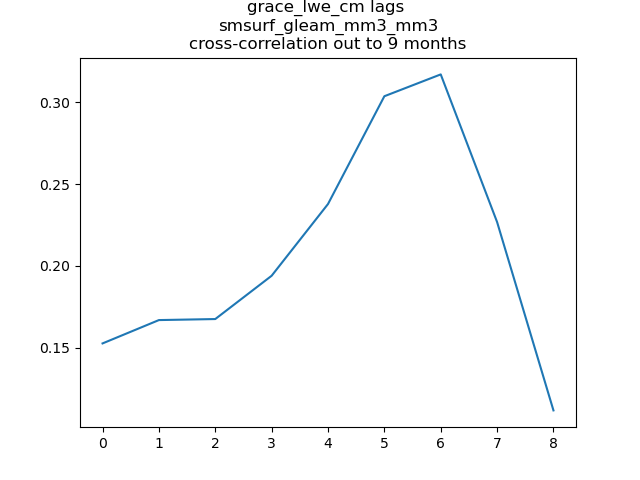 grace_lwe_cm lags
smsurf_gleam_mm3_mm3
cross-correlation out to 9 months
0.30
0.25
0.20
0.15
0 1 2 3 4 5 6 7 8